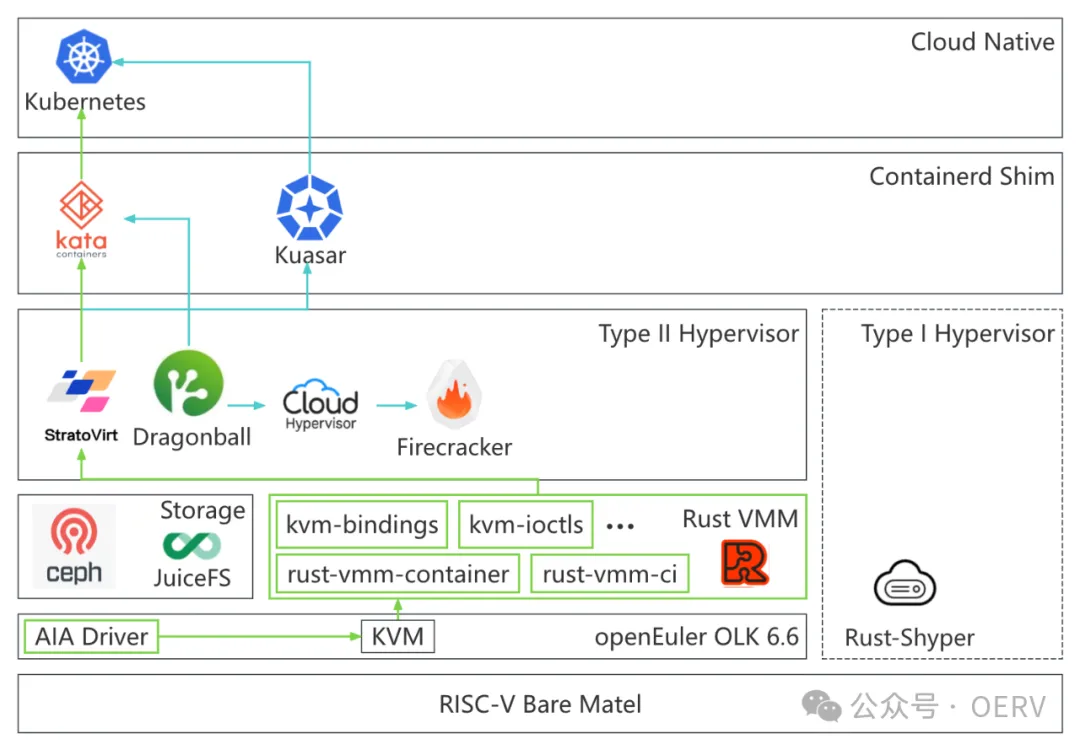 Cloud Native
Kubernetes
Containerd Shim
kata
containers
Kuasar
Type II Hypervisor
Type I Hypervisor
StratoVirt
Dragonball
Cloud
Hypervisor
Firecracker
Storage
ceph
JuiceFS
kvm-bindings
kvm-ioctls
...
Rust VMM
rust-vmm-container
rust-vmm-ci
R
Rust-Shyper
AIA Driver
KVM
openEuler OLK 6.6
RISC-V Bare Matel
公众号 · OERV